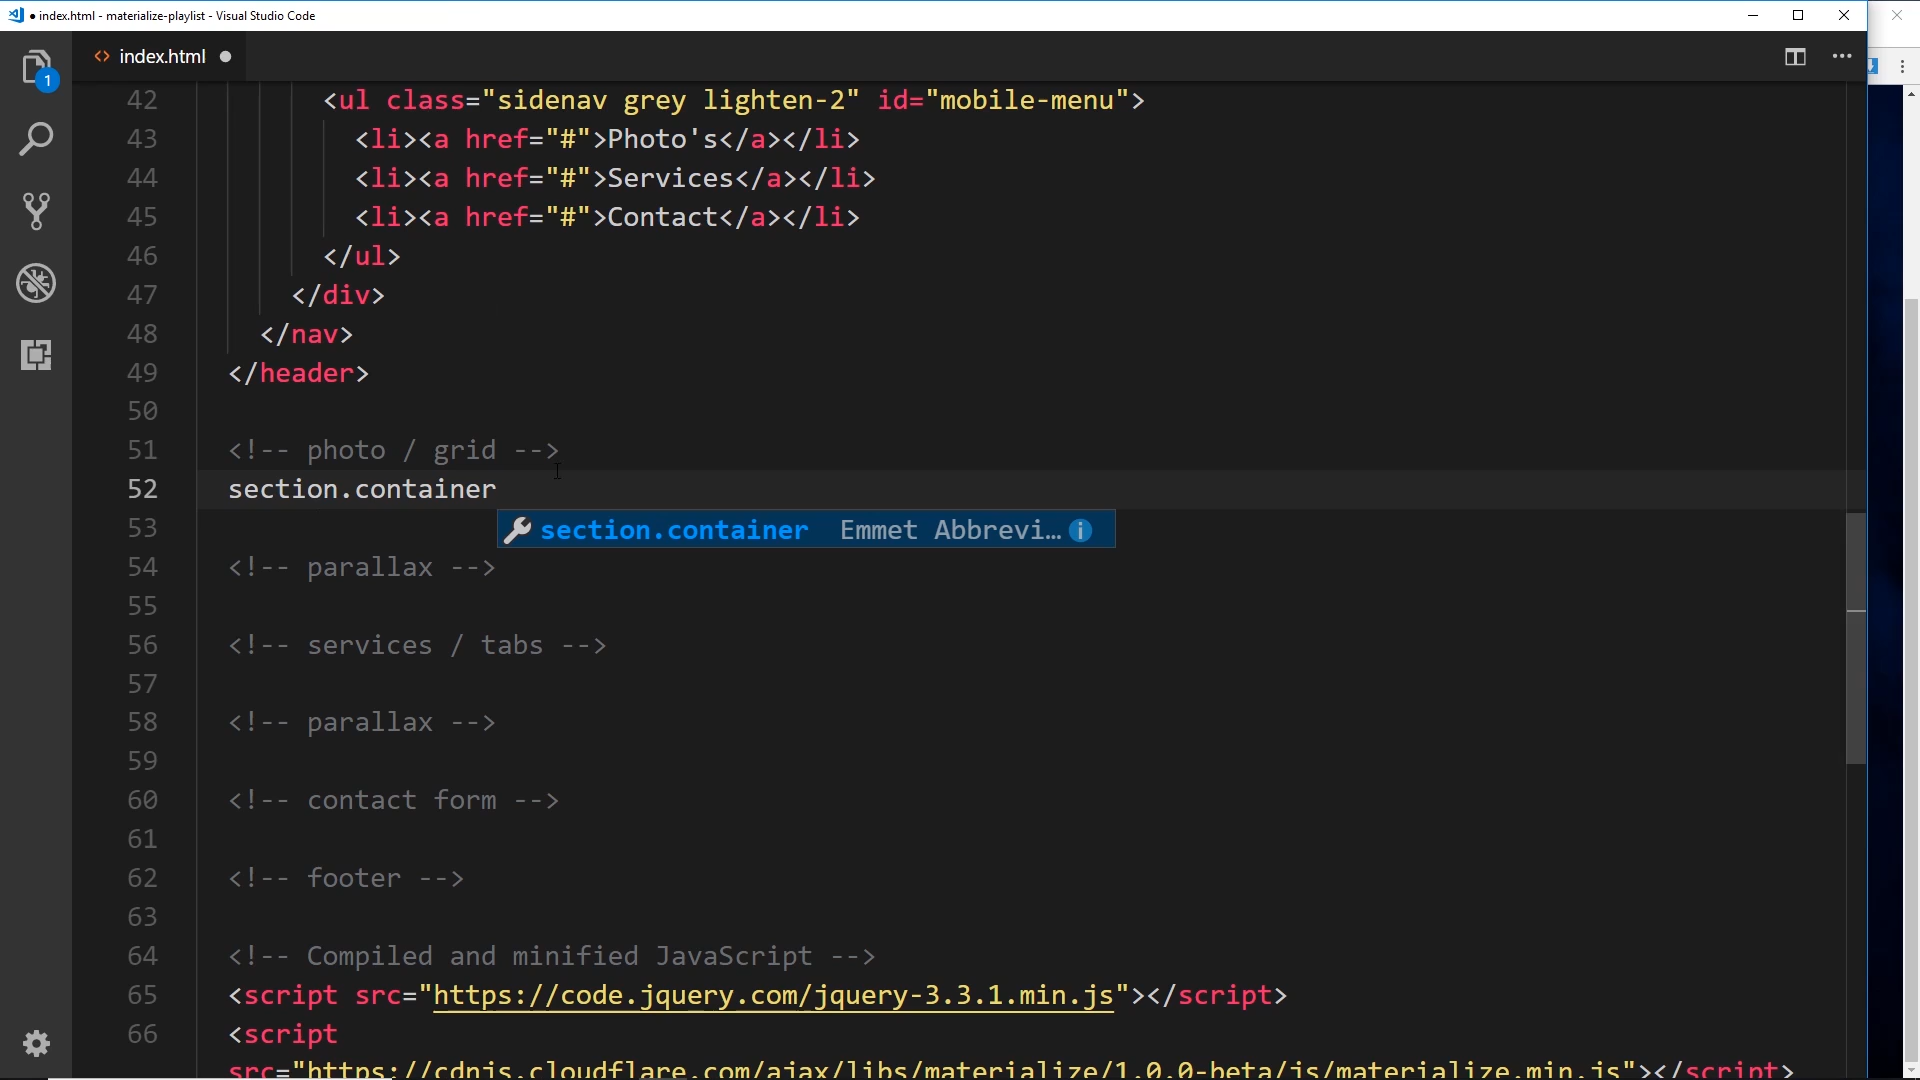 ● index.html - materialize-playlist - Visual Studio Code
<> index.html ●
1
42 <ul class="sidenav grey lighten-2" id="mobile-menu">
43 <li><a href="#">Photo's</a></li>
44 <li><a href="#">Services</a></li>
45 <li><a href="#">Contact</a></li>
46 </ul>
47 </div>
48 </nav>
49 </header>
50
51 <!-- photo / grid -->
52 section.container
section.container Emmet Abbrevi...
53
54 <!-- parallax -->
55
56 <!-- services / tabs -->
57
58 <!-- parallax -->
59
60 <!-- contact form -->
61
62 <!-- footer -->
63
64 <!-- Compiled and minified JavaScript -->
65 <script src="https://code.jquery.com/jquery-3.3.1.min.js"></script>
66 <script
src="https://cdnjs.cloudflare.com/ajax/libs/materialize/1.0.0-beta/js/materialize.min.js"></script>